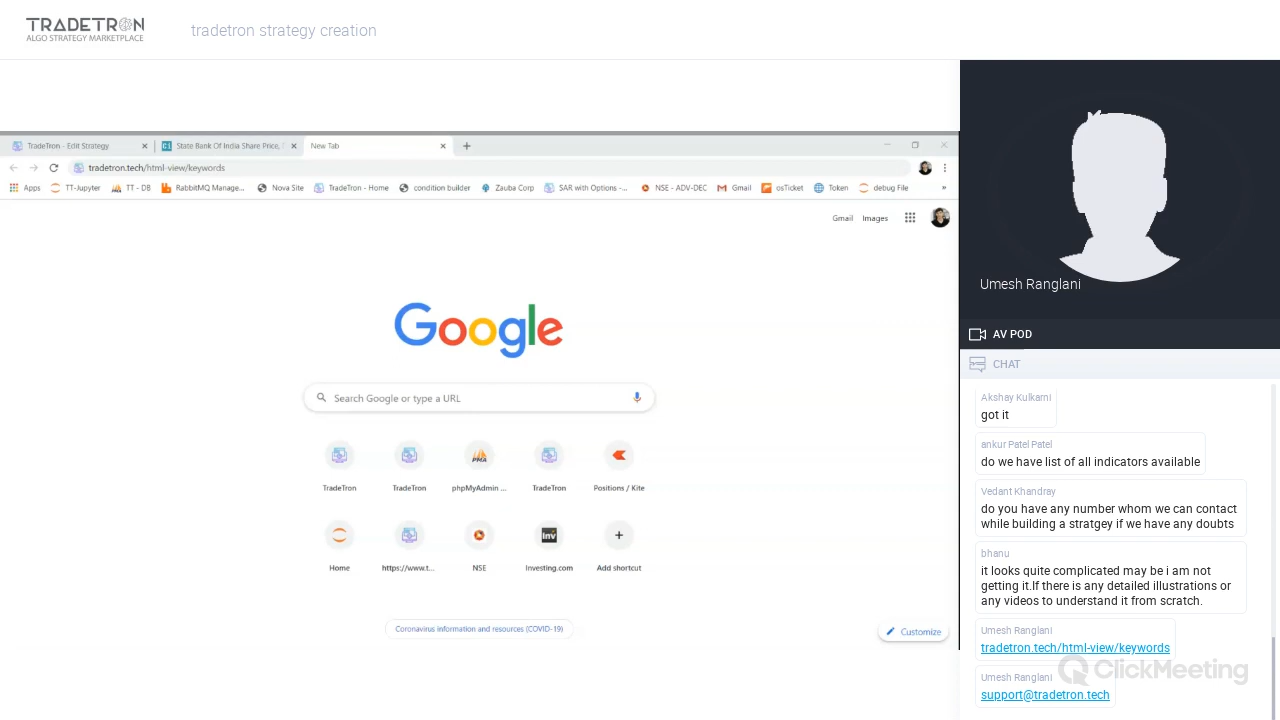 TRADETRON
ALGO STRATEGY MARKETPLACE
tradetron strategy creation
TradeTron - Edit Strategy
State Bank Of India Share Price,
New Tab
tradetron.tech/html-view/keywords
Apps
TT-Jupyter
TT - DB
RabbitMQ Manage...
Nova Site
TradeTron - Home
condition builder
Zauba Corp
SAR with Options -...
NSE - ADV-DEC
Gmail
osTicket
Token
debug File
»
Gmail
Images
Google
Search Google or type a URL
TradeTron
TradeTron
phpMyAdmin ...
TradeTron
Positions / Kite
Home
https://www.t...
NSE
Investing.com
Add shortcut
Coronavirus information and resources (COVID-19)
Customize
Umesh Ranglani
AV POD
CHAT
Akshay Kulkarni
got it
ankur Patel Patel
do we have list of all indicators available
Vedant Khandray
do you have any number whom we can contact
while building a stratgey if we have any doubts
bhanu
it looks quite complicated may be i am not
getting it.If there is any detailed illustrations or
any videos to understand it from scratch.
Umesh Ranglani
tradetron.tech/html-view/keywords
Umesh Ranglani
support@tradetron.tech
ClickMeeting